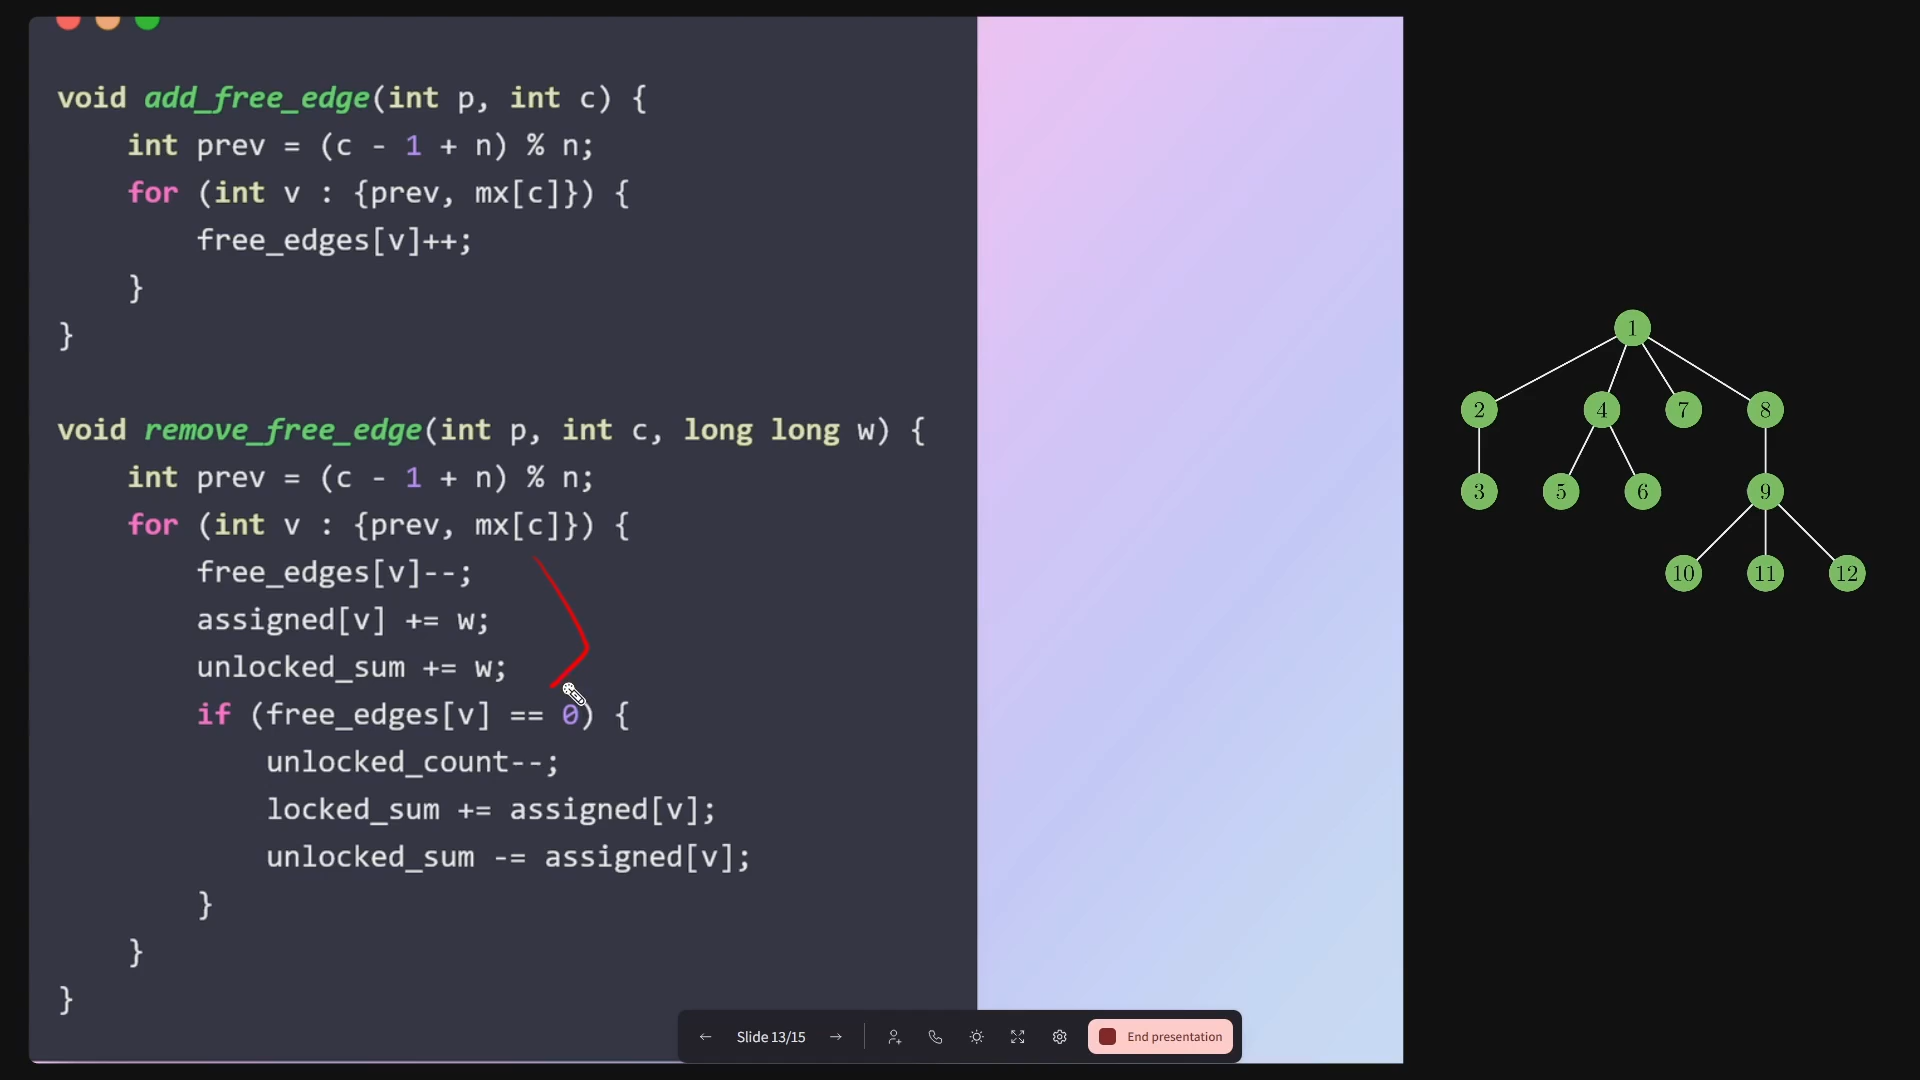 void add_free_edge(int p, int c) {
    int prev = (c - 1 + n) % n;
    for (int v : {prev, mx[c]}) {
        free_edges[v]++;
    }
}
void remove_free_edge(int p, int c, long long w) {
    int prev = (c - 1 + n) % n;
    for (int v : {prev, mx[c]}) {
        free_edges[v]--;
        assigned[v] += w;
        unlocked_sum += w;
        if (free_edges[v] == 0) {
            unlocked_count--;
            locked_sum += assigned[v];
            unlocked_sum -= assigned[v];
        }
    }
}
1
2 4 7 8
3 5 6 9
10 11 12
Slide 13/15
End presentation